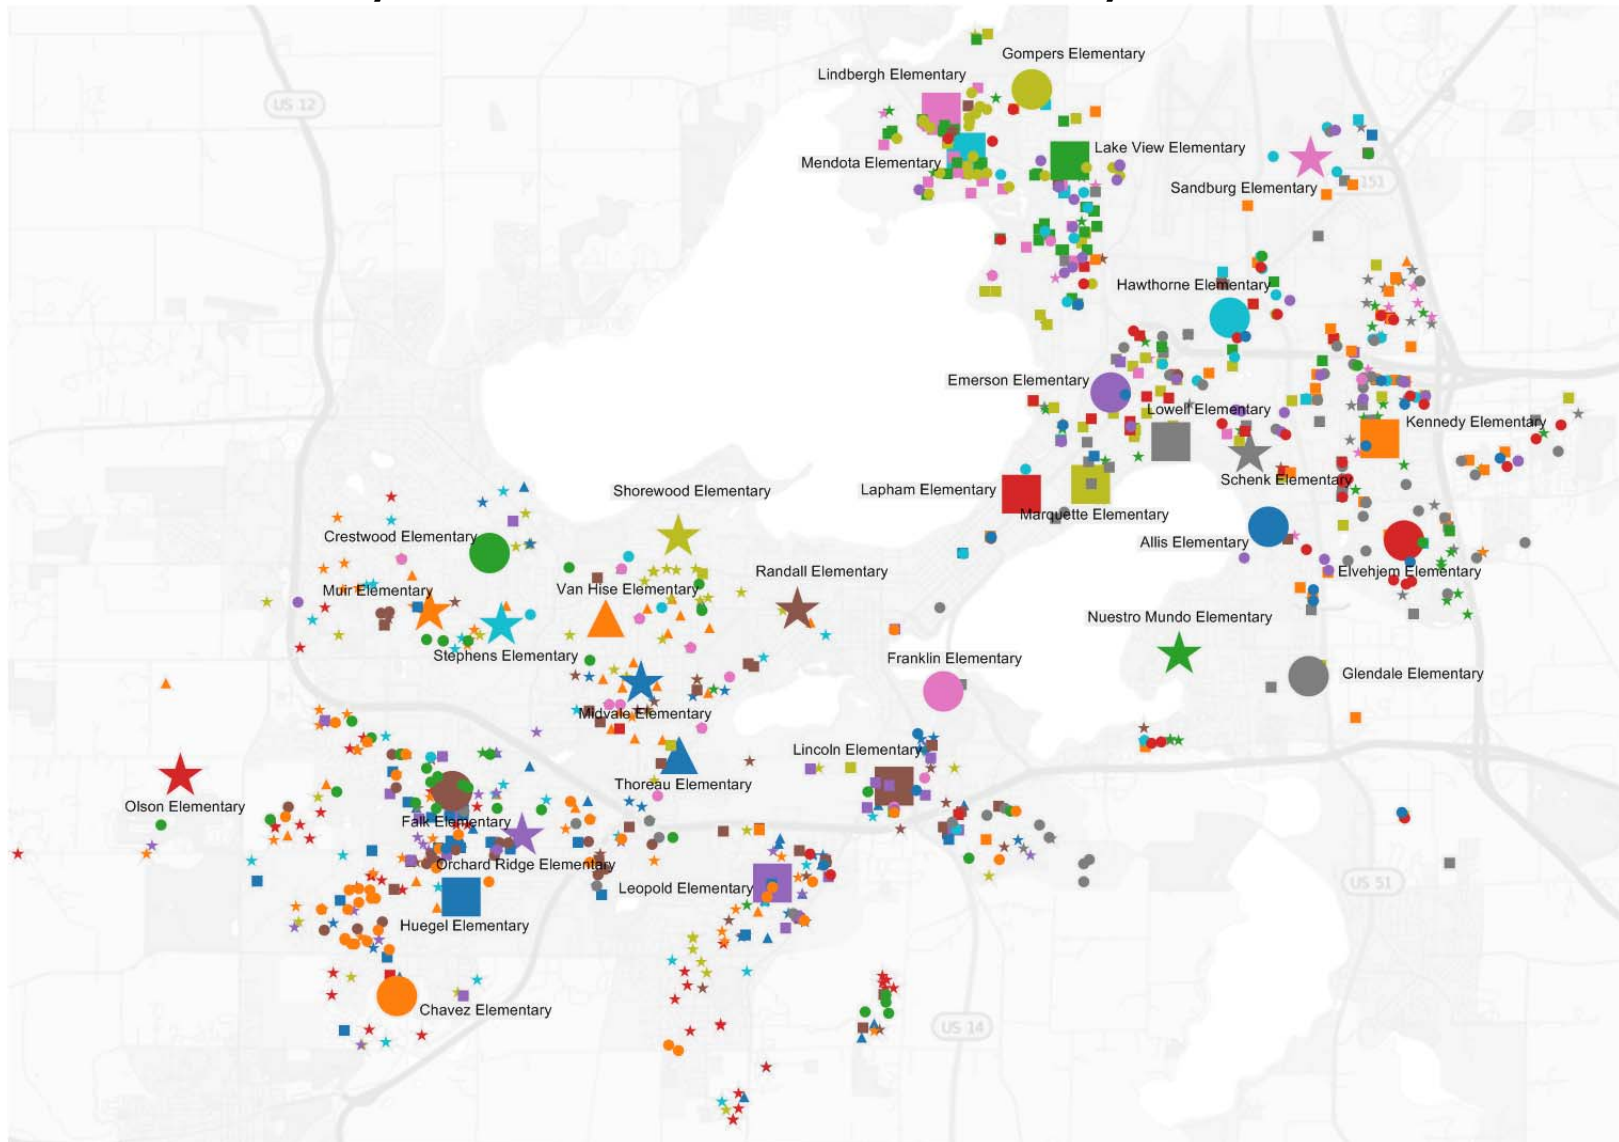 Gompers Elementary
Lindbergh Elementary
US 12
Lake View Elementary
Mendota Elementary
Sandburg Elementary
151
Hawthorne Elementary
Emerson Elementary
Lowell Elementary
Kennedy Elementary
Schenk Elementary
Shorewood Elementary
Lapham Elementary
Marquette Elementary
Crestwood Elementary
Allis Elementary
Randall Elementary
Elvehjem Elementary
Muir Elementary
Van Hise Elementary
Nuestro Mundo Elementary
Stephens Elementary
Franklin Elementary
Glendale Elementary
Midvale Elementary
Lincoln Elementary
Thoreau Elementary
Olson Elementary
Falk Elementary
Orchard Ridge Elementary
Leopold Elementary
US 51
Huegel Elementary
Chavez Elementary
US 14